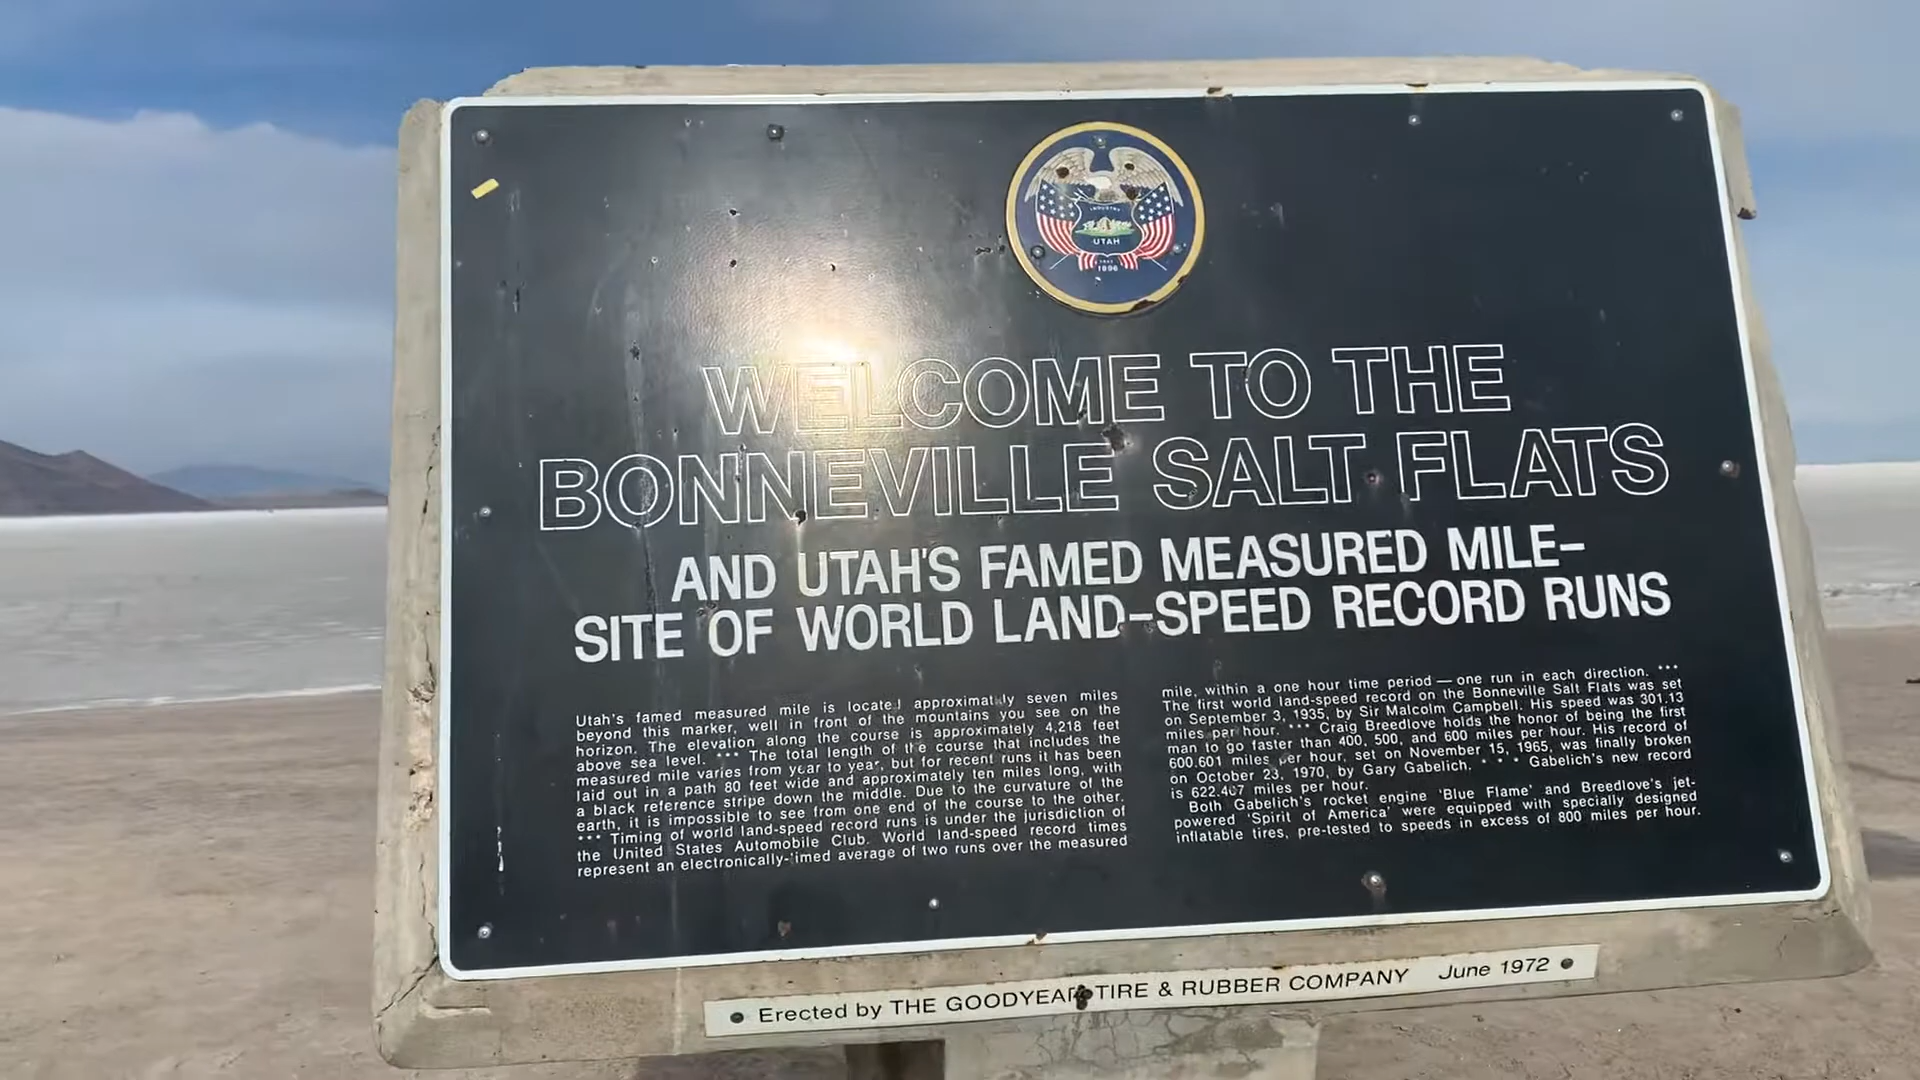 INDUSTRY
UTAH
1896
WELCOME TO THE
BONNEVILLE SALT FLATS
AND UTAH'S FAMED MEASURED MILE–
SITE OF WORLD LAND–SPEED RECORD RUNS
Utah's famed measured mile is located approximately seven miles
beyond this marker, well in front of the mountains you see on the
horizon. The elevation along the course is approximately 4,218 feet
above sea level. *** The total length of the course that includes the
measured mile varies from year to year, but for recent runs it has been
laid out in a path 80 feet wide and approximately ten miles long, with
a black reference stripe down the middle. Due to the curvature of the
earth, it is impossible to see from one end of the course to the other.
*** Timing of world land-speed record runs is under the jurisdiction of
the United States Automobile Club. World land-speed record times
represent an electronically-timed average of two runs over the measured
mile, within a one hour time period — one run in each direction. ***
The first world land-speed record on the Bonneville Salt Flats was set
on September 3, 1935, by Sir Malcolm Campbell. His speed was 301.13
miles per hour. *** Craig Breedlove holds the honor of being the first
man to go faster than 400, 500, and 600 miles per hour. His record of
600.601 miles per hour, set on November 15, 1965, was finally broken
on October 23, 1970, by Gary Gabelich. * * * Gabelich's new record
is 622.407 miles per hour.
Both Gabelich's rocket engine 'Blue Flame' and Breedlove's jet-
powered 'Spirit of America' were equipped with specially designed
inflatable tires, pre-tested to speeds in excess of 800 miles per hour.
Erected by THE GOODYEAR TIRE & RUBBER COMPANY June 1972